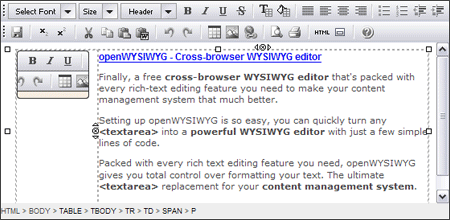 Select Font Size Header B I U S
HTML
B I U
openWYSIWYG - Cross-browser WYSIWYG editor
Finally, a free cross-browser WYSIWYG editor that's packed with
every rich-text editing feature you need to make your content
management system that much better.
Setting up openWYSIWYG is so easy, you can quickly turn any
<textarea> into a powerful WYSIWYG editor with just a few simple
lines of code.
Packed with every rich text editing feature you need, openWYSIWYG
gives you total control over formatting your text. The ultimate
<textarea> replacement for your content management system.
HTML > BODY > TABLE > TBODY > TR > TD > SPAN > P